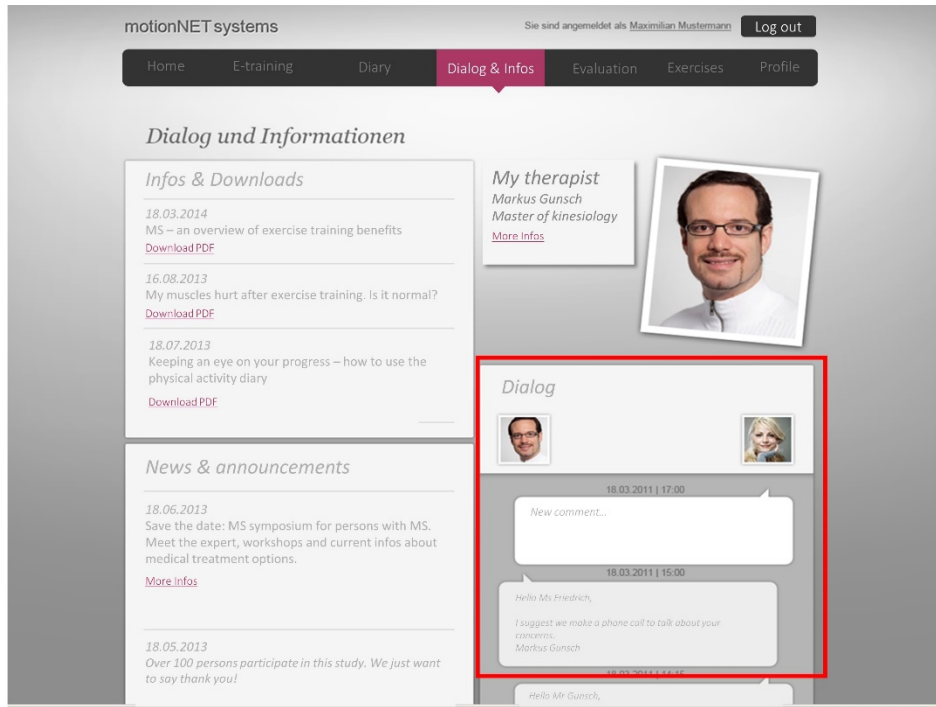 motionNET systems
Sie sind angemeldet als Maximilian Mustermann
Log out
Home
E-training
Diary
Dialog & Infos
Evaluation
Exercises
Profile
Dialog und Informationen
Infos & Downloads
18.03.2014
MS – an overview of exercise training benefits
Download PDF
16.08.2013
My muscles hurt after exercise training. Is it normal?
Download PDF
18.07.2013
Keeping an eye on your progress – how to use the
physical activity diary
Download PDF
News & announcements
18.06.2013
Save the date: MS symposium for persons with MS.
Meet the expert, workshops and current infos about
medical treatment options.
More Infos
18.05.2013
Over 100 persons participate in this study. We just want
to say thank you!
My therapist
Markus Gunsch
Master of kinesiology
More Infos
Dialog
18.03.2011 | 17:00
New comment...
18.03.2011 | 15:00
Hello Ms Friedrich,
I suggest we make a phone call to talk about your
concerns.
Markus Gunsch
18.03.2011 | 14:15
Hello Mr Gunsch,